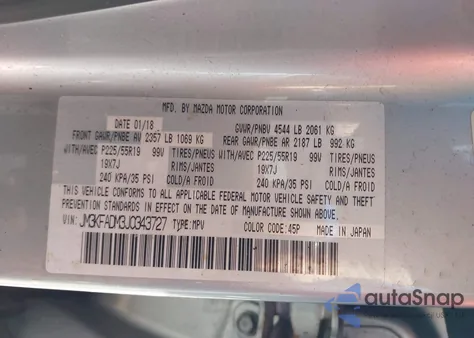 MFD. BY MAZDA MOTOR CORPORATION
DATE 01/18 GVWR/PNBV 4544 LB 2061 KG
FRONT GAWR/PNBE AV 2357 LB 1069 KG REAR GAWR/PNBE AR 2187 LB 992 KG
WITH/AVEC P225/55R19 99V TIRES/PNEUS WITH/AVEC P225/55R19 99V TIRES/PNEUS
19X7J RIMS/JANTES 19X7J RIMS/JANTES
240 KPA/35 PSI COLD/A FROID 240 KPA/35 PSI COLD/A FROID
THIS VEHICLE CONFORMS TO ALL APPLICABLE FEDERAL MOTOR VEHICLE SAFETY AND THEFT
PREVENTION STANDARDS IN EFFECT ON THE DATE OF MANUFACTURE SHOWN ABOVE.
VIN: JM3KFADM3J0343727 TYPE:MPV COLOR CODE:45P MADE IN JAPAN
autoSnap